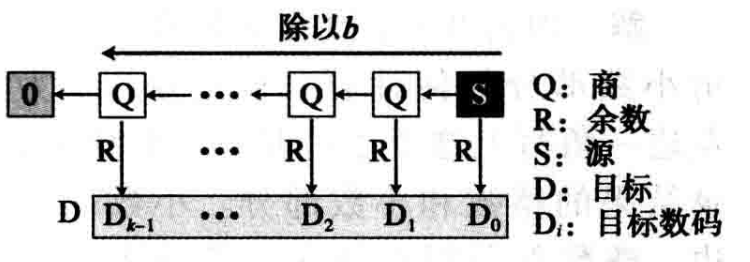 除以b
0 Q ••• Q Q S
R ••• R R R
D D_{k-1} ••• D_2 D_1 D_0
Q：商
R：余数
S：源
D：目标
D_i：目标数码